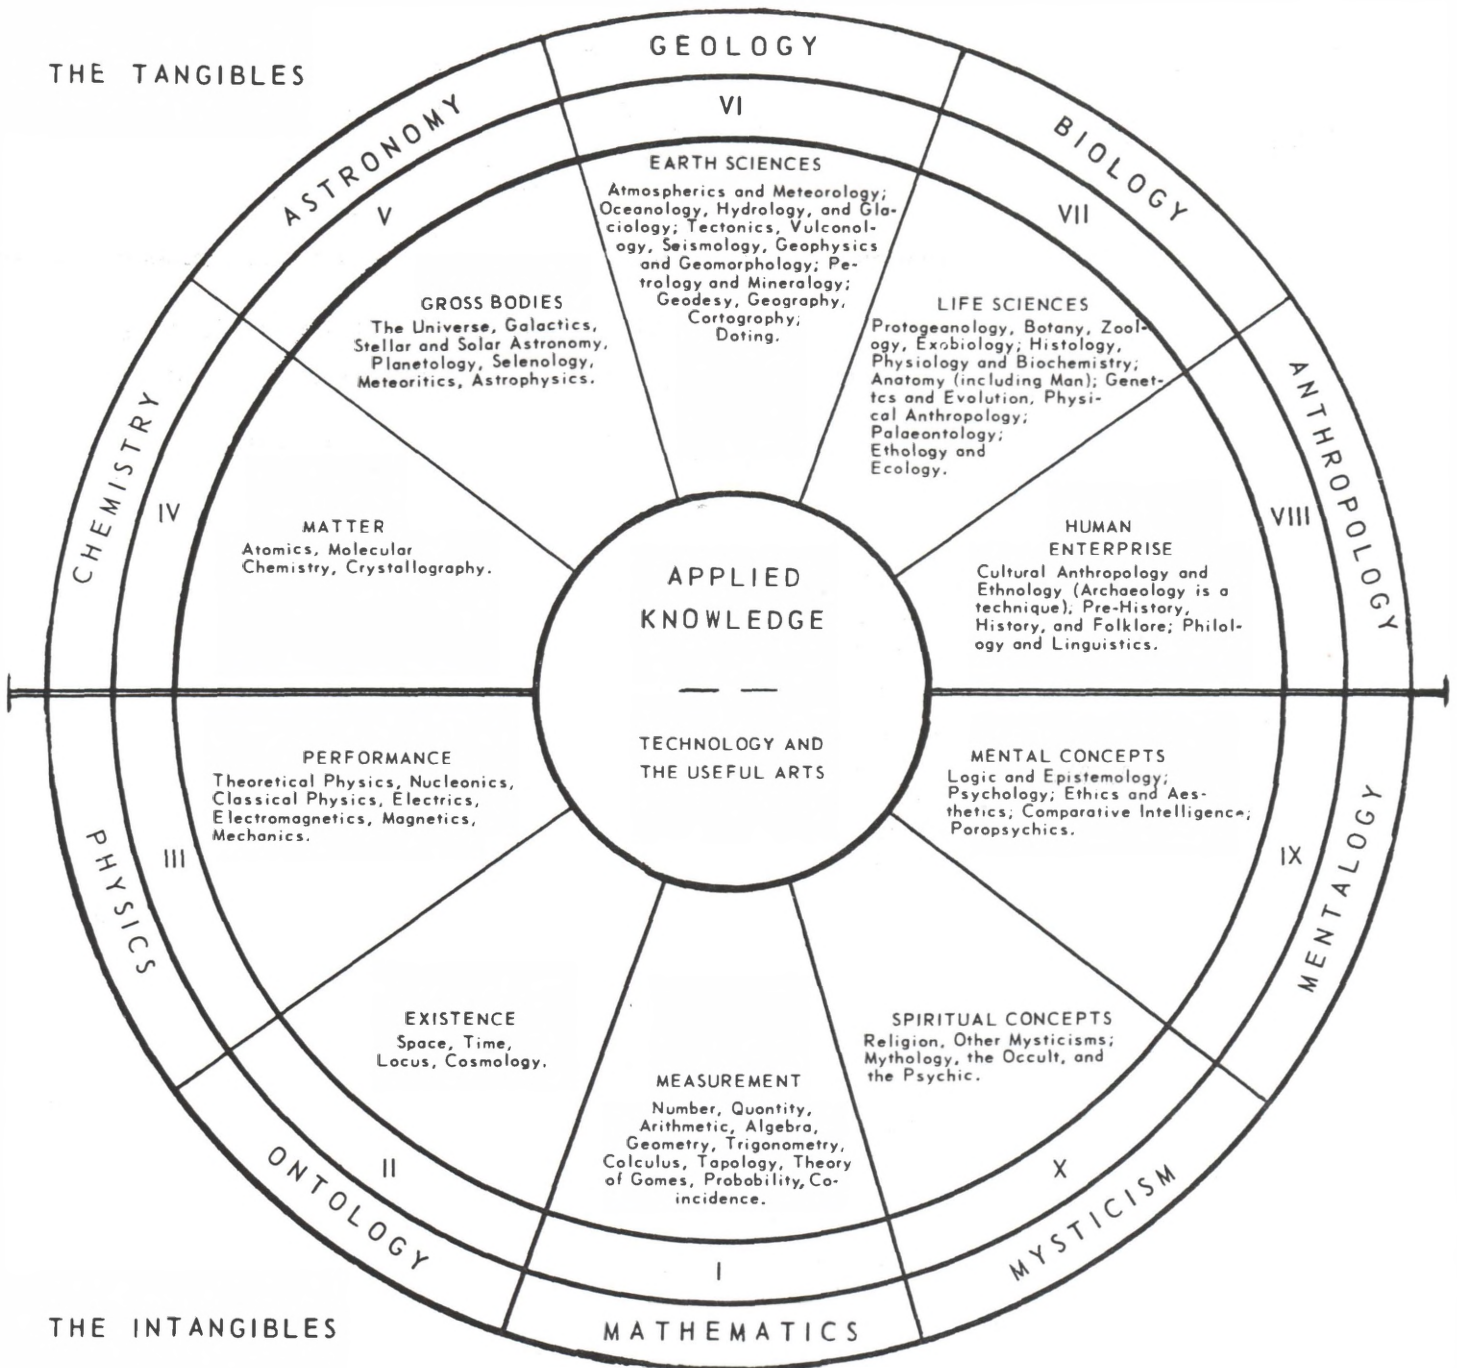 THE TANGIBLES
GEOLOGY
VI
EARTH SCIENCES
Atmospherics and Meteorology;
Oceanology, Hydrology, and Gla-
ciology; Tectonics, Vulconol-
ogy, Seismology, Geophysics
and Geomorphology; Pe-
trology and Mineralogy;
Geodesy, Geography,
Cartography;
Doting.
ASTRONOMY
V
GROSS BODIES
The Universe, Galactics,
Stellar and Solar Astronomy,
Planetology, Selenology,
Meteoritics, Astrophysics.
BIOLOGY
VII
LIFE SCIENCES
Protogeanology, Botany, Zool-
ogy, Exobiology; Histology,
Physiology and Biochemistry;
Anatomy (including Man); Genet-
tcs and Evolution, Physi-
cal Anthropology;
Palaeontology;
Ethology and
Ecology.
CHEMISTRY
IV
MATTER
Atomics, Molecular
Chemistry, Crystallography.
ANTHROPOLOGY
VIII
HUMAN
ENTERPRISE
Cultural Anthropology and
Ethnology (Archaeology is a
technique); Pre-History,
History, and Folklore; Philol-
ogy and Linguistics.
APPLIED
KNOWLEDGE
TECHNOLOGY AND
THE USEFUL ARTS
PHYSICS
III
PERFORMANCE
Theoretical Physics, Nucleonics,
Classical Physics, Electrics,
Electromagnetics, Magnetics,
Mechanics.
MENTALOGY
IX
MENTAL CONCEPTS
Logic and Epistemology;
Psychology; Ethics and Aes-
thetics; Comparative Intelligence;
Poropsychics.
ONTOLOGY
II
EXISTENCE
Space, Time,
Locus, Cosmology.
MYSTICISM
X
SPIRITUAL CONCEPTS
Religion, Other Mysticisms;
Mythology, the Occult, and
the Psychic.
MEASUREMENT
Number, Quantity,
Arithmetic, Algebra,
Geometry, Trigonometry,
Calculus, Tapology, Theory
of Gomes, Probobility, Co-
incidence.
I
MATHEMATICS
THE INTANGIBLES